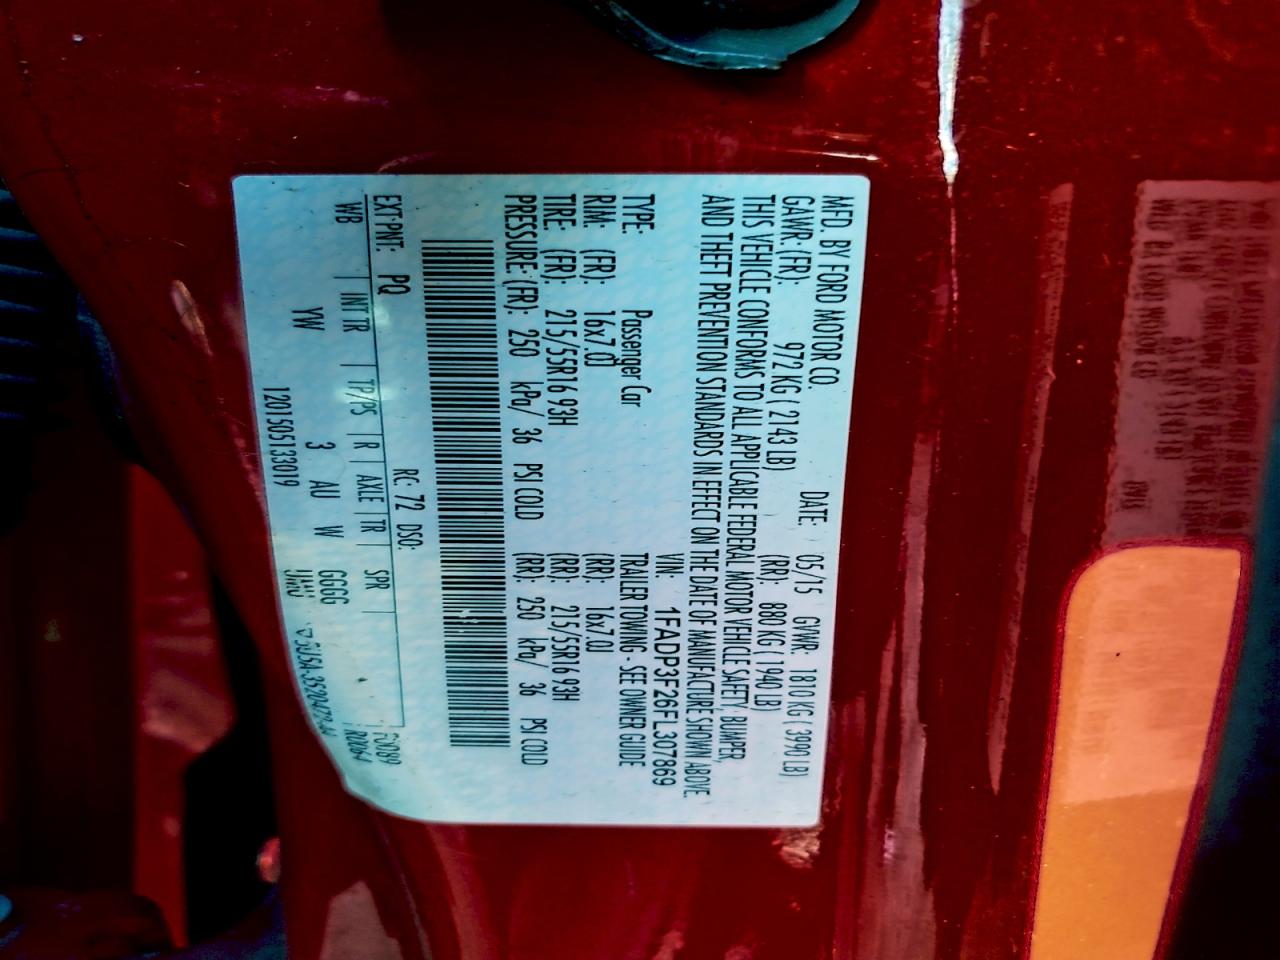 MFD. BY FORD MOTOR CO.
DATE: 05/15 GVWR: 1810 KG ( 3990 LB)
GAWR: (FR): 972 KG ( 2143 LB) (RR): 880 KG ( 1940 LB)
THIS VEHICLE CONFORMS TO ALL APPLICABLE FEDERAL MOTOR VEHICLE SAFETY, BUMPER,
AND THEFT PREVENTION STANDARDS IN EFFECT ON THE DATE OF MANUFACTURE SHOWN ABOVE.
VIN: 1FADP3F26FL307869
TYPE: Passenger Car TRAILER TOWING - SEE OWNER GUIDE
RIM: (FR): 16x7.0J (RR): 16x7.0J
TIRE: (FR): 215/55R16 93H (RR): 215/55R16 93H
PRESSURE: (FR): 250 kPa/ 36 PSI COLD (RR): 250 kPa/ 36 PSI COLD
RC: 72 DSO:
EXT PNT: PQ
WB INT TR TP/PS R AXLE TR SPR
YW 3 AU W GGGG
1201505133019